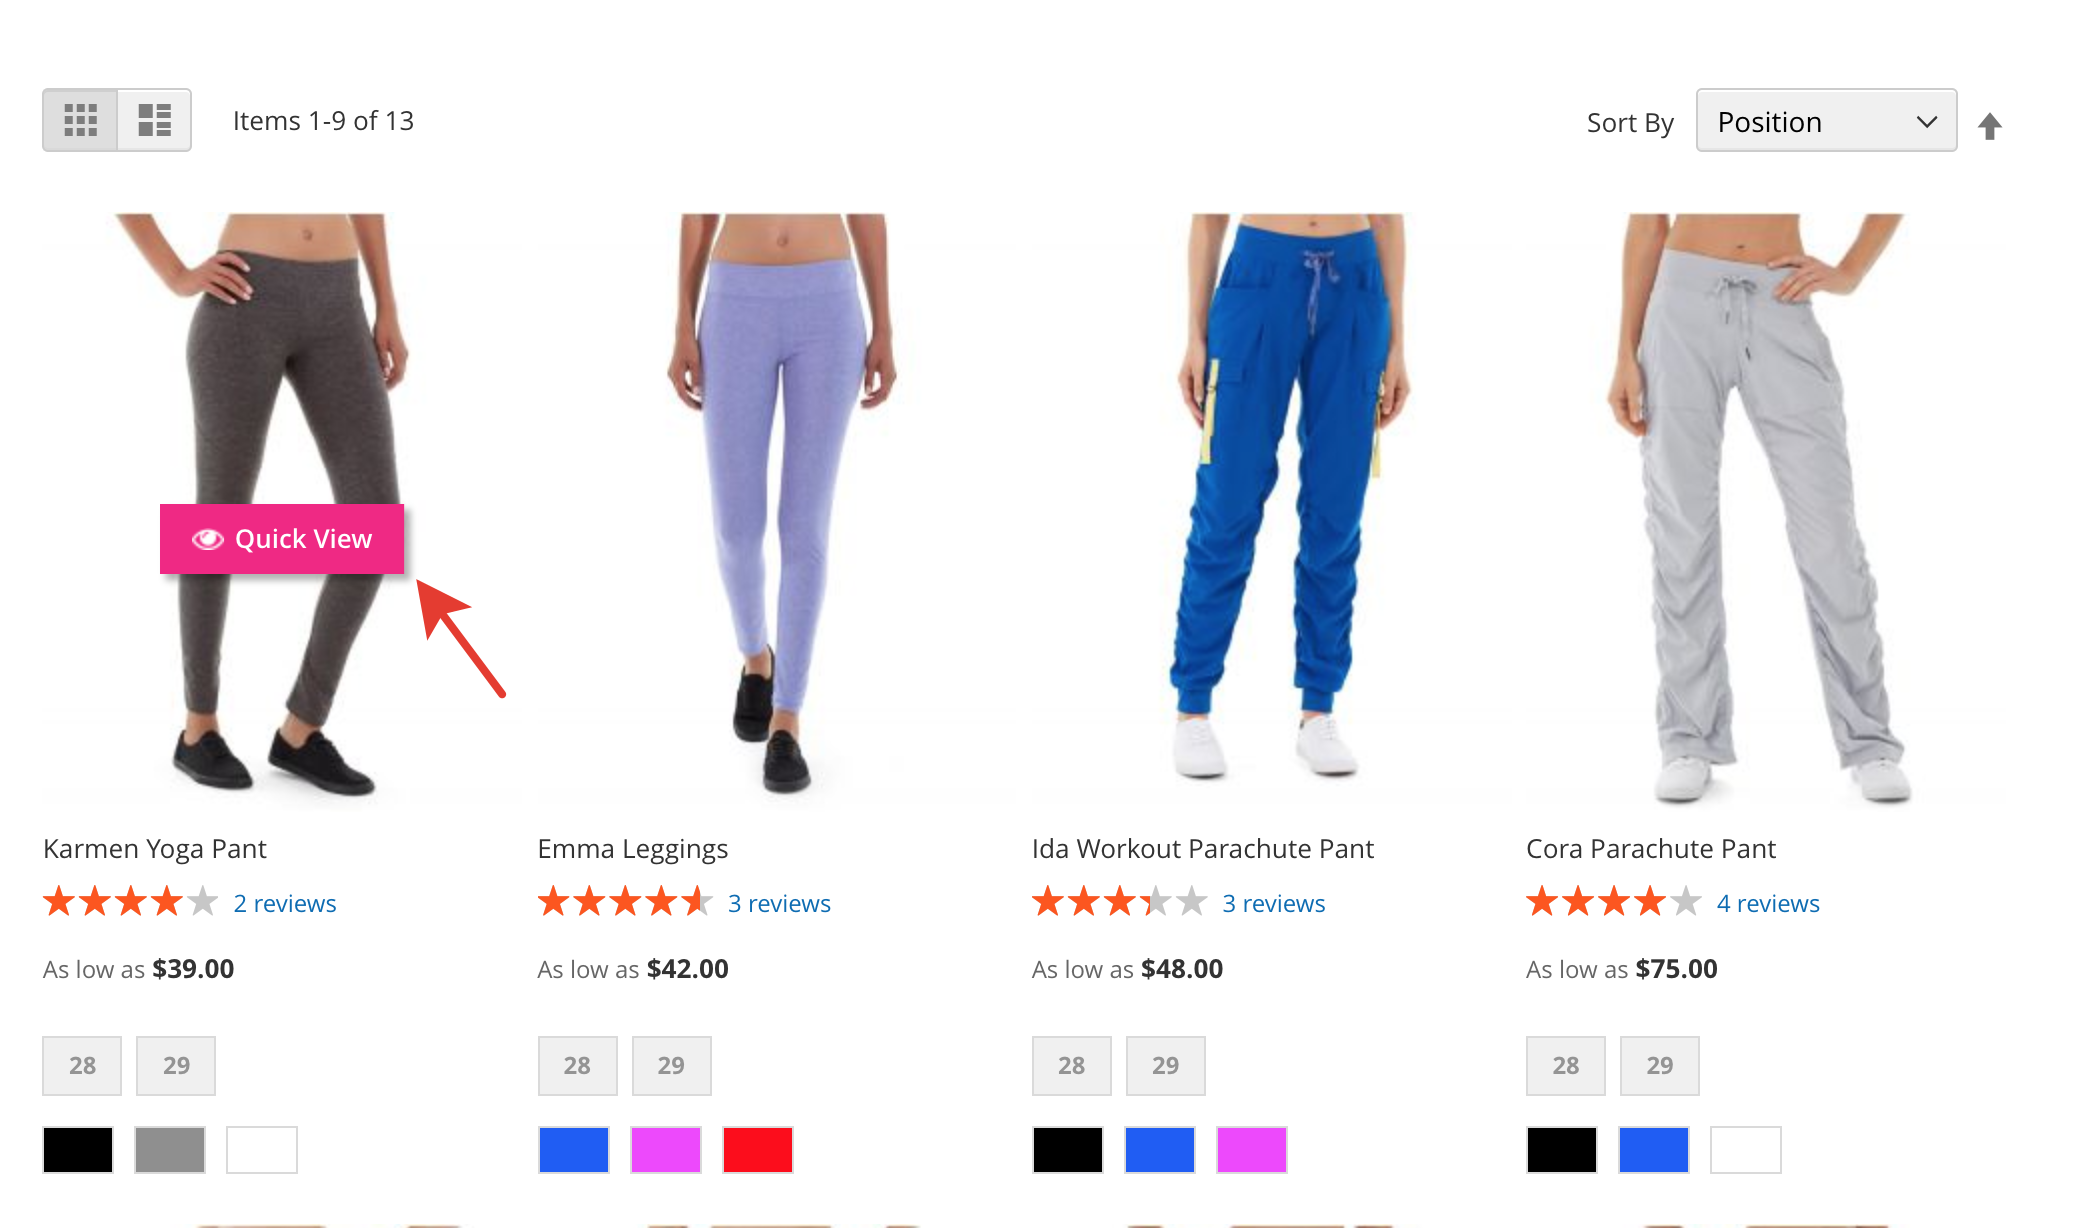 Items 1-9 of 13
Sort By Position
Quick View
Karmen Yoga Pant
2 reviews
As low as $39.00
28 29
Emma Leggings
3 reviews
As low as $42.00
28 29
Ida Workout Parachute Pant
3 reviews
As low as $48.00
28 29
Cora Parachute Pant
4 reviews
As low as $75.00
28 29